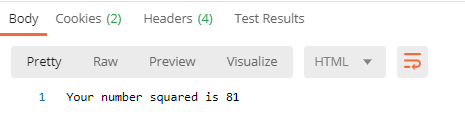 Body Cookies (2) Headers (4) Test Results
Pretty Raw Preview Visualize HTML
1 Your number squared is 81